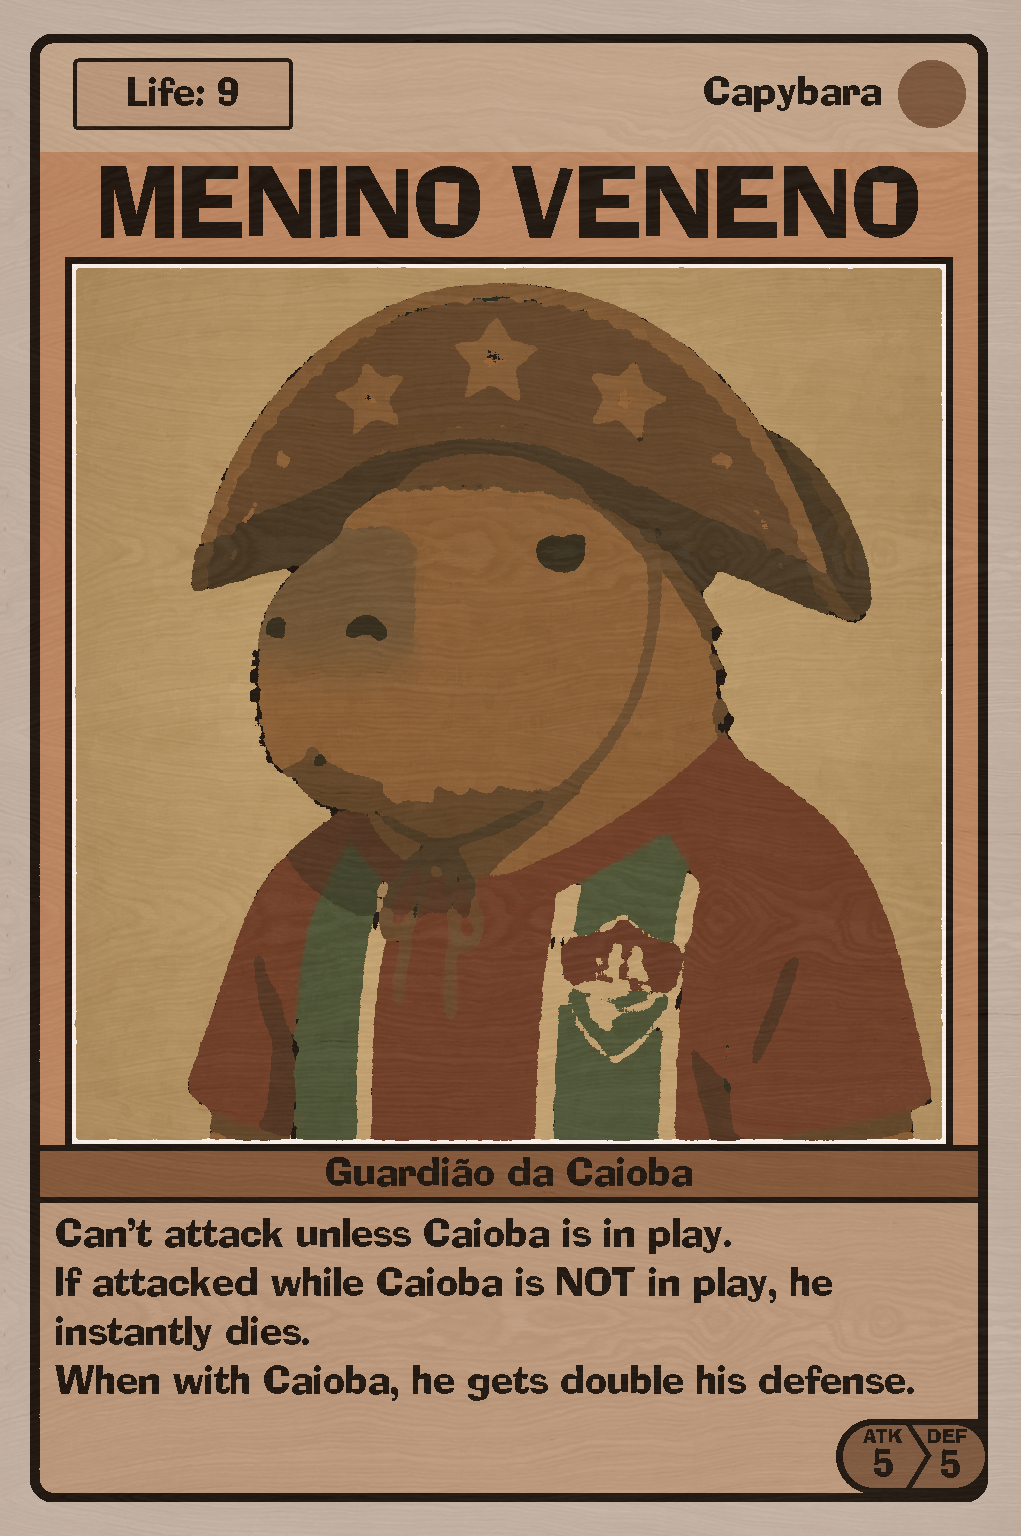 Life: 9
Capybara
MENINO VENENO
Guardião da Caioba
Can't attack unless Caioba is in play.
If attacked while Caioba is NOT in play, he
instantly dies.
When with Caioba, he gets double his defense.
ATK DEF
5 5